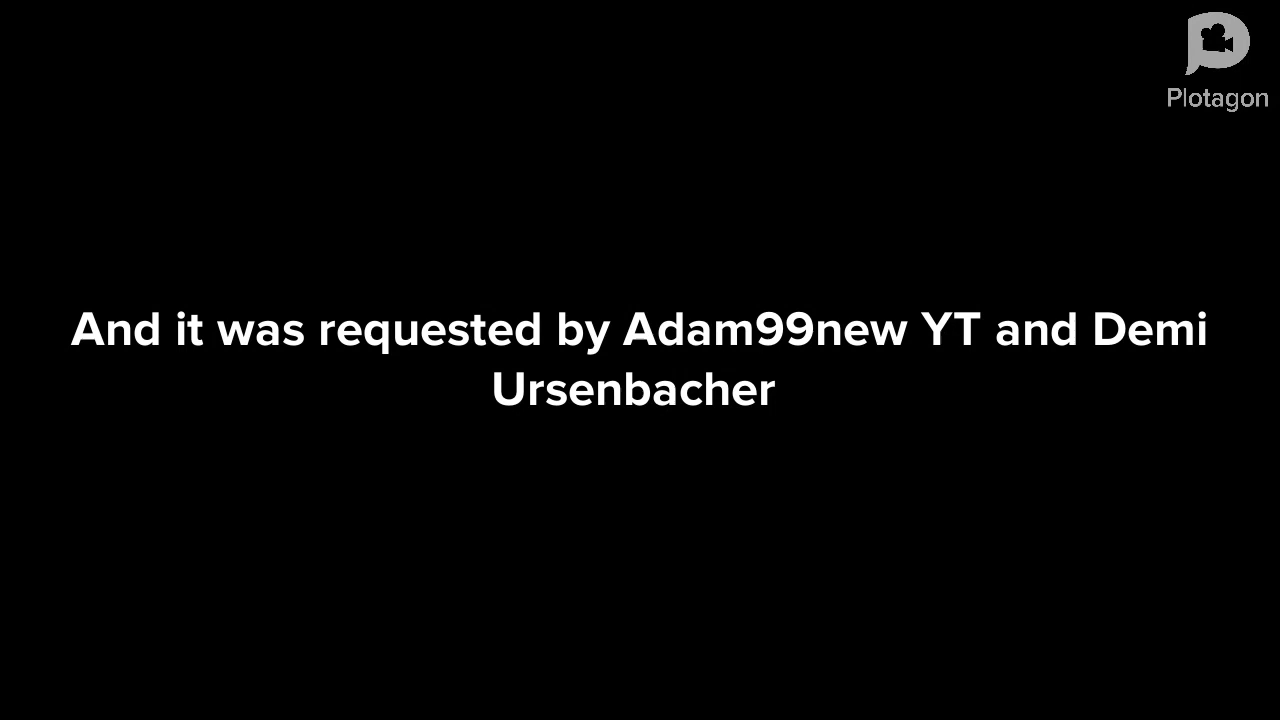 Plotagon
And it was requested by Adam99new YT and Demi
Ursenbacher